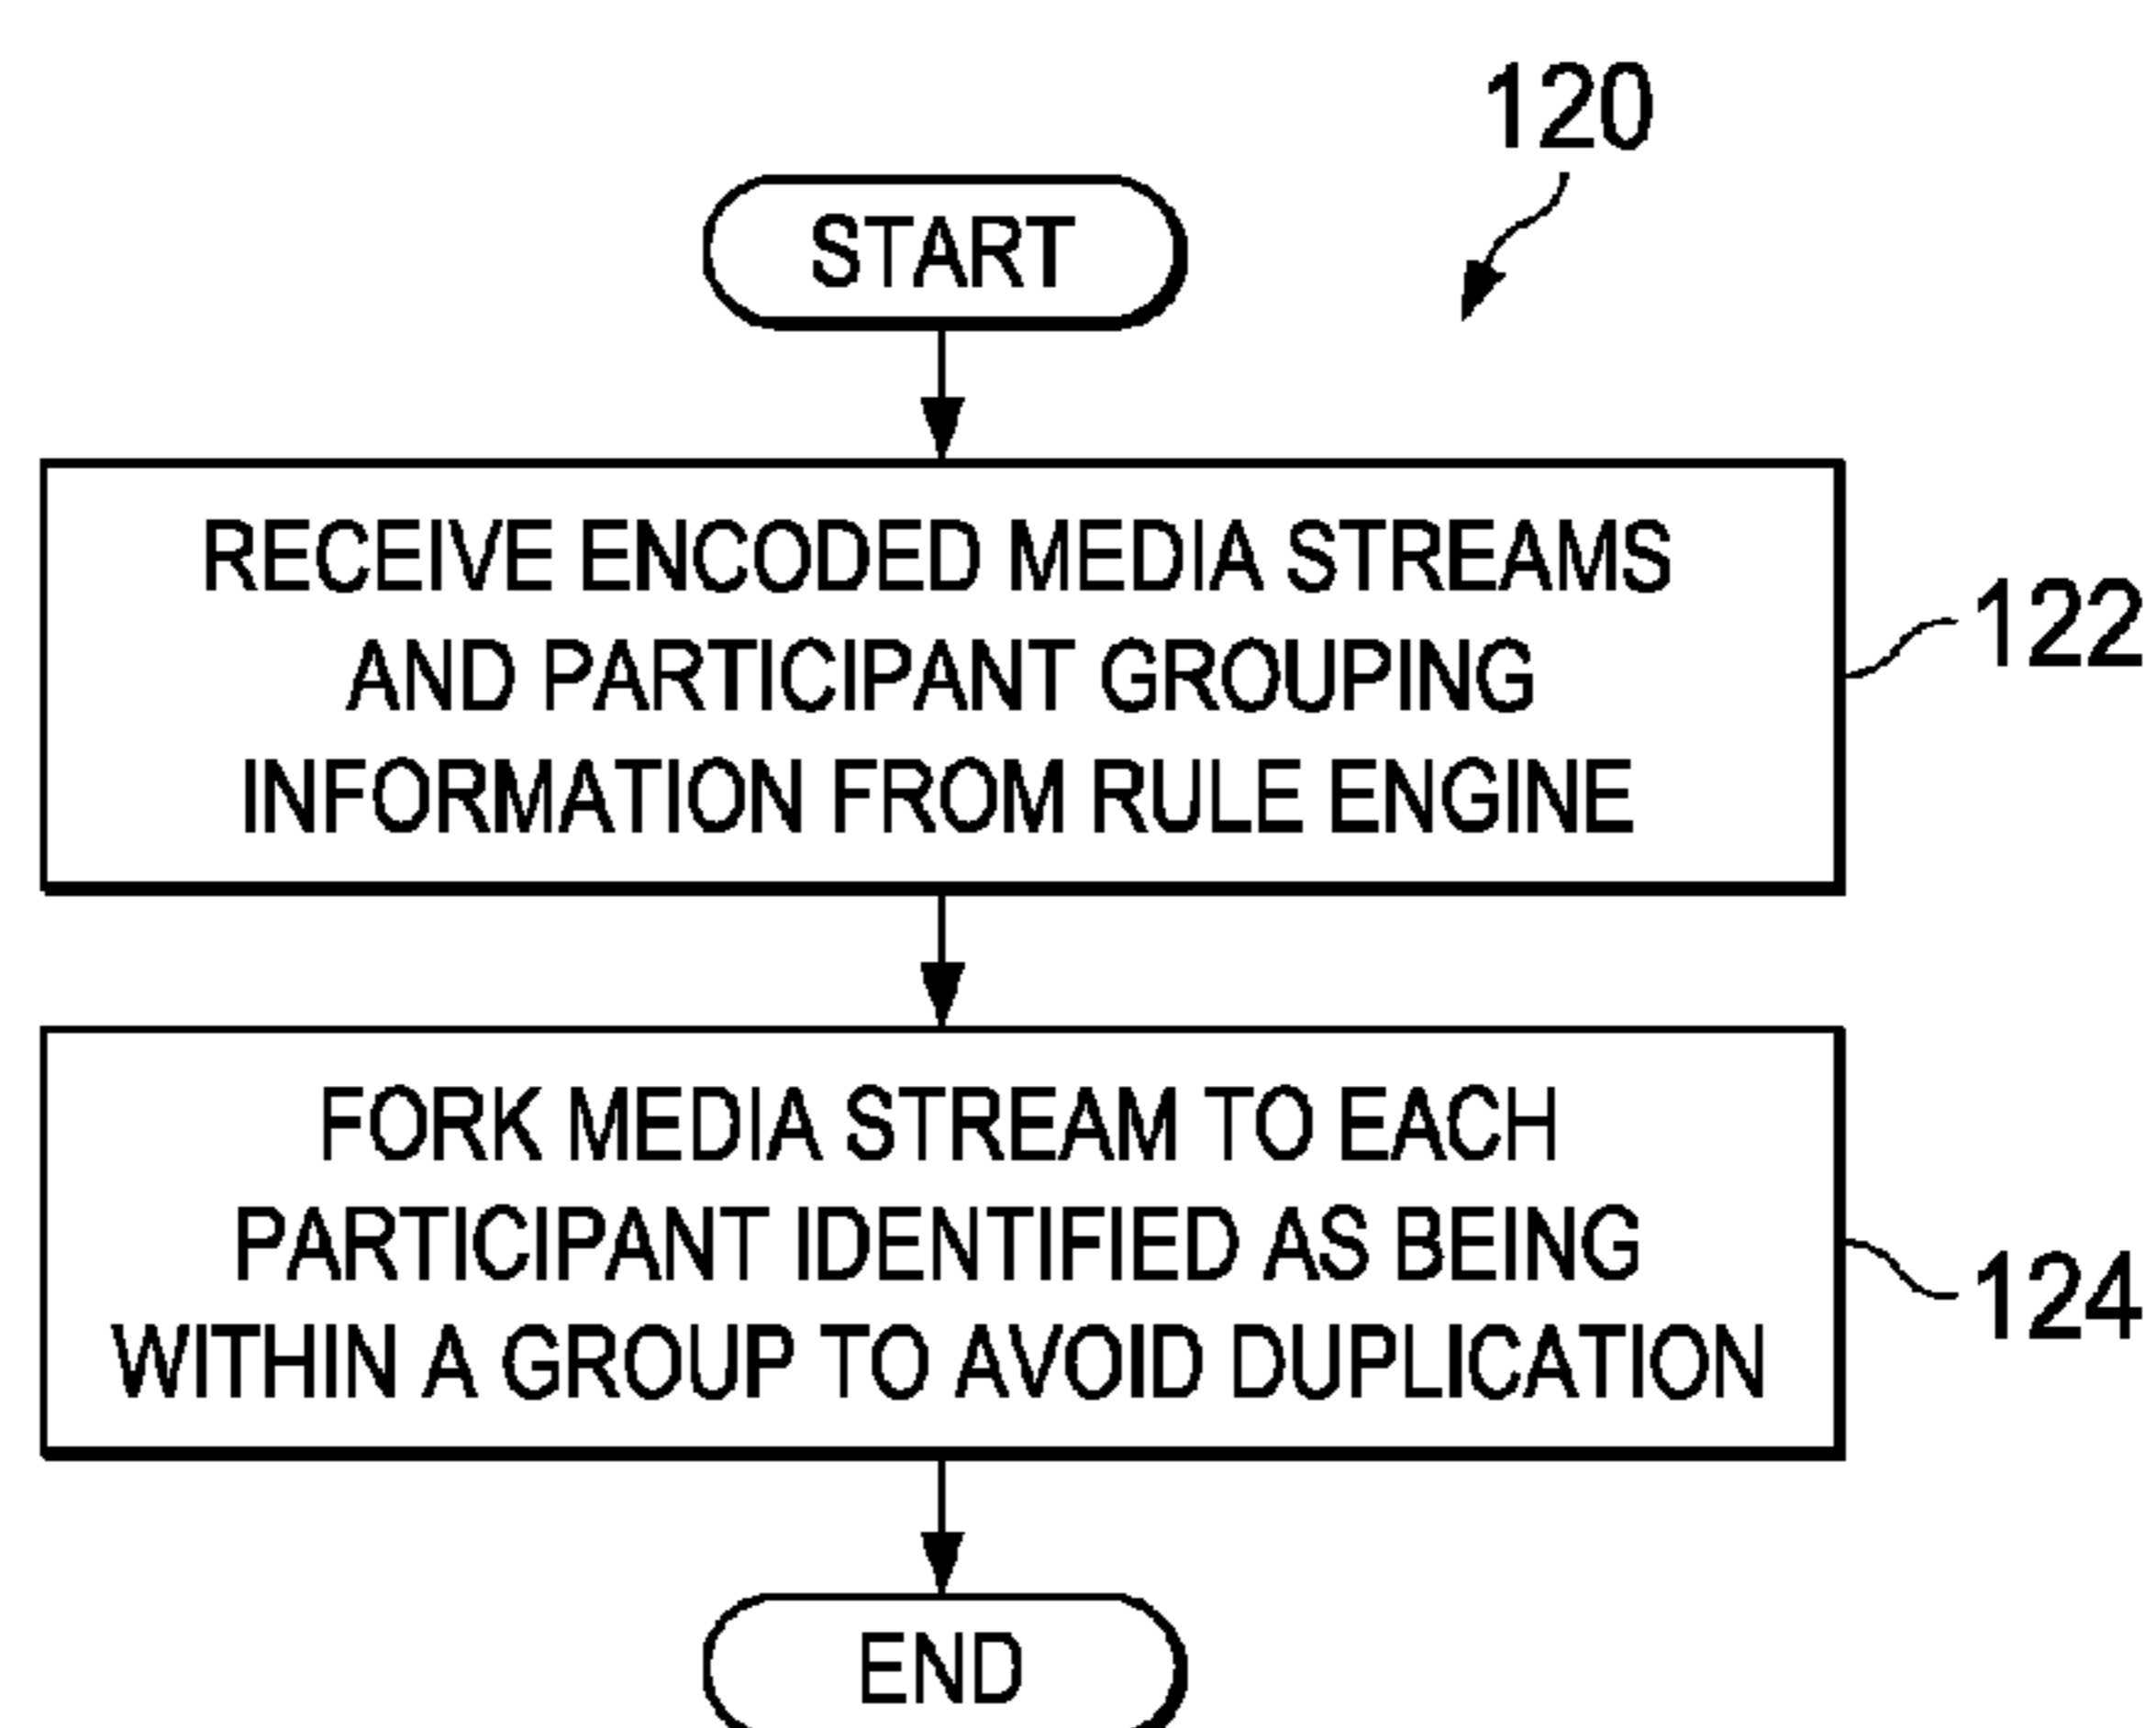 120
START
RECEIVE ENCODED MEDIA STREAMS
AND PARTICIPANT GROUPING
INFORMATION FROM RULE ENGINE
122
FORK MEDIA STREAM TO EACH
PARTICIPANT IDENTIFIED AS BEING
WITHIN A GROUP TO AVOID DUPLICATION
124
END